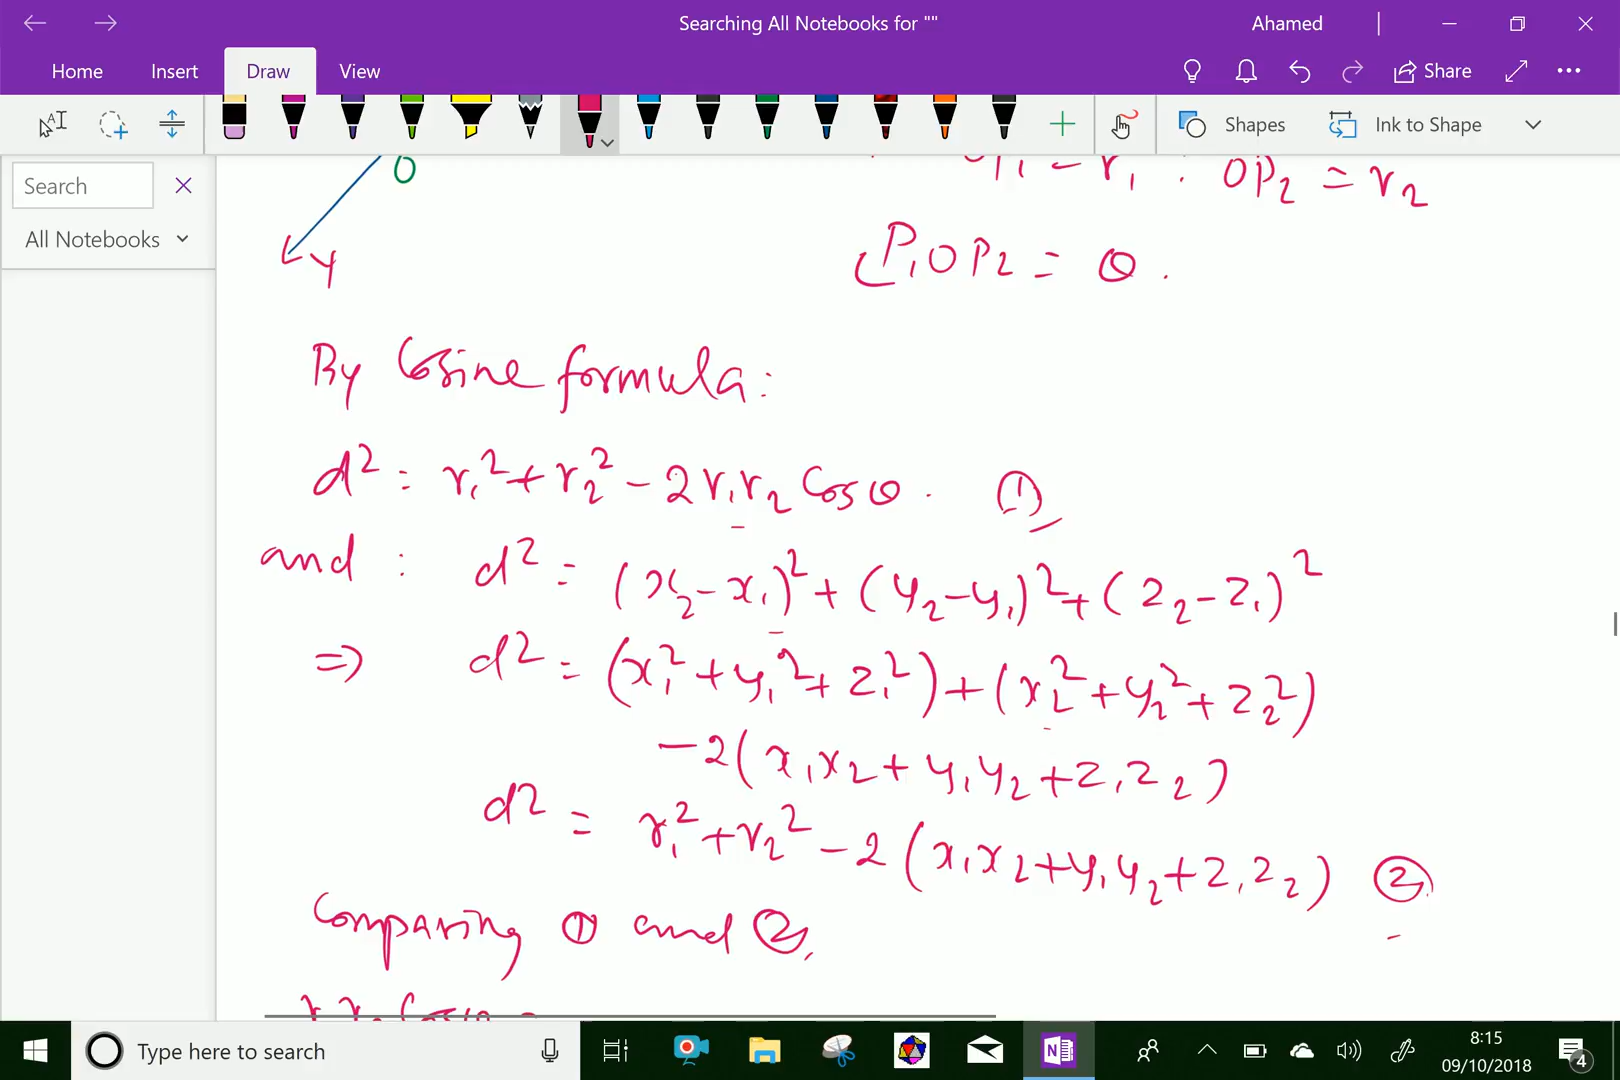 Searching All Notebooks for ""
Ahamed
Home Insert Draw View
Share
Shapes Ink to Shape
Search
All Notebooks
O
y
OP₂ = r₂
P₁OP₂ = θ .
By Cosine formula:
d² = r₁² + r₂² - 2r₁r₂ Cosθ . ①
and : d² = (x₂-x₁)² + (y₂-y₁)² + (z₂-z₁)²
=> d² = (x₁²+y₁²+z₁²)+(x₂²+y₂²+z₂²)
-2(x₁x₂+y₁y₂+z₁z₂)
d² = r₁²+r₂²-2(x₁x₂+y₁y₂+z₁z₂) ②
Comparing ① and ②,
Type here to search
8:15
09/10/2018
4